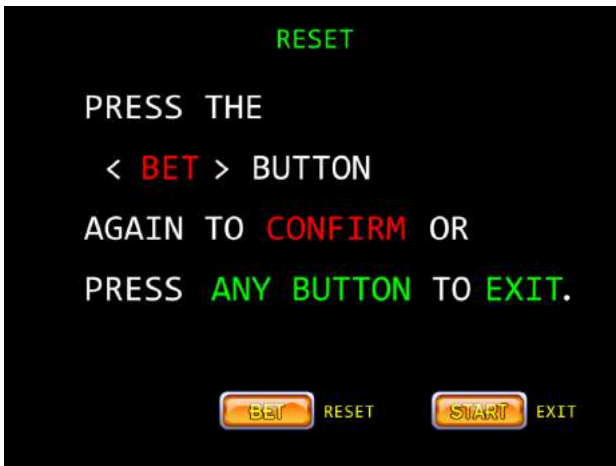 RESET
PRESS THE
< BET > BUTTON
AGAIN TO CONFIRM OR
PRESS ANY BUTTON TO EXIT.
BET RESET START EXIT